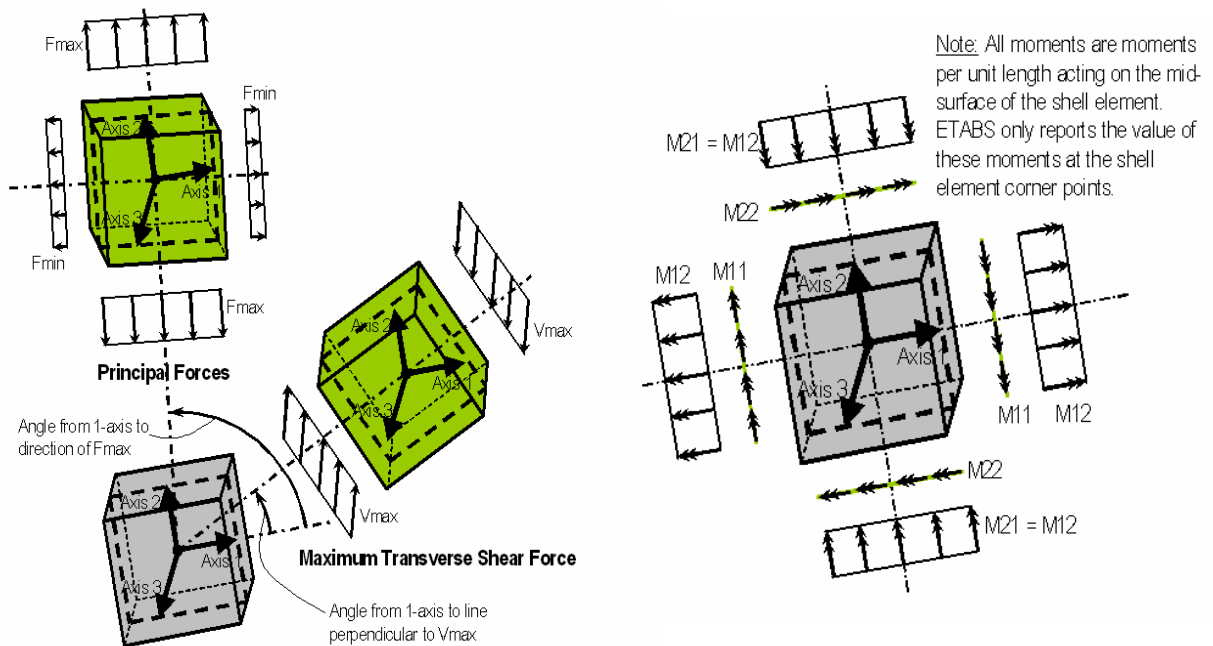 Fmax
Fmin
Axis 2
Axis 1
Axis 3
Fmin
Fmax
Principal Forces
Angle from 1-axis to
direction of Fmax
Axis 2
Axis 1
Axis 3
Vmax
Vmax
Maximum Transverse Shear Force
Axis 2
Axis
Axis 3
Angle from 1-axis to line
perpendicular to Vmax
Note: All moments are moments
per unit length acting on the mid-
surface of the shell element.
ETABS only reports the value of
these moments at the shell
element corner points.
M21 = M12
M22
M12
M11
Axis 2
Axis 1
Axis 3
M11
M12
M22
M21 = M12